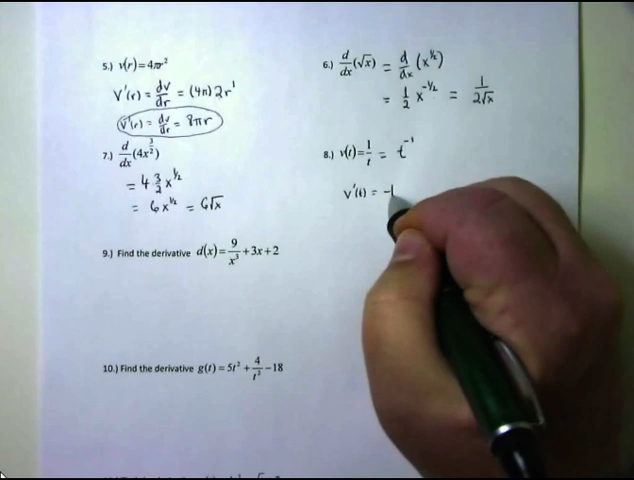 5.) v(r)=4πr²
V'(r) = dv/dr = (4π) 2r¹
V'(r) = dv/dr = 8πr
6.) d/dx(√x) = d/dx (x^½)
= 1/2 x^-½ = 1/2√x
7.) d/dx(4x^3/2)
= 4 3/2 x^½
= 6x^½ = 6√x
8.) v(t)=1/t = t⁻¹
V'(t) = -1
9.) Find the derivative d(x)=9/x³+3x+2
10.) Find the derivative g(t)=5t²+4/t²-18